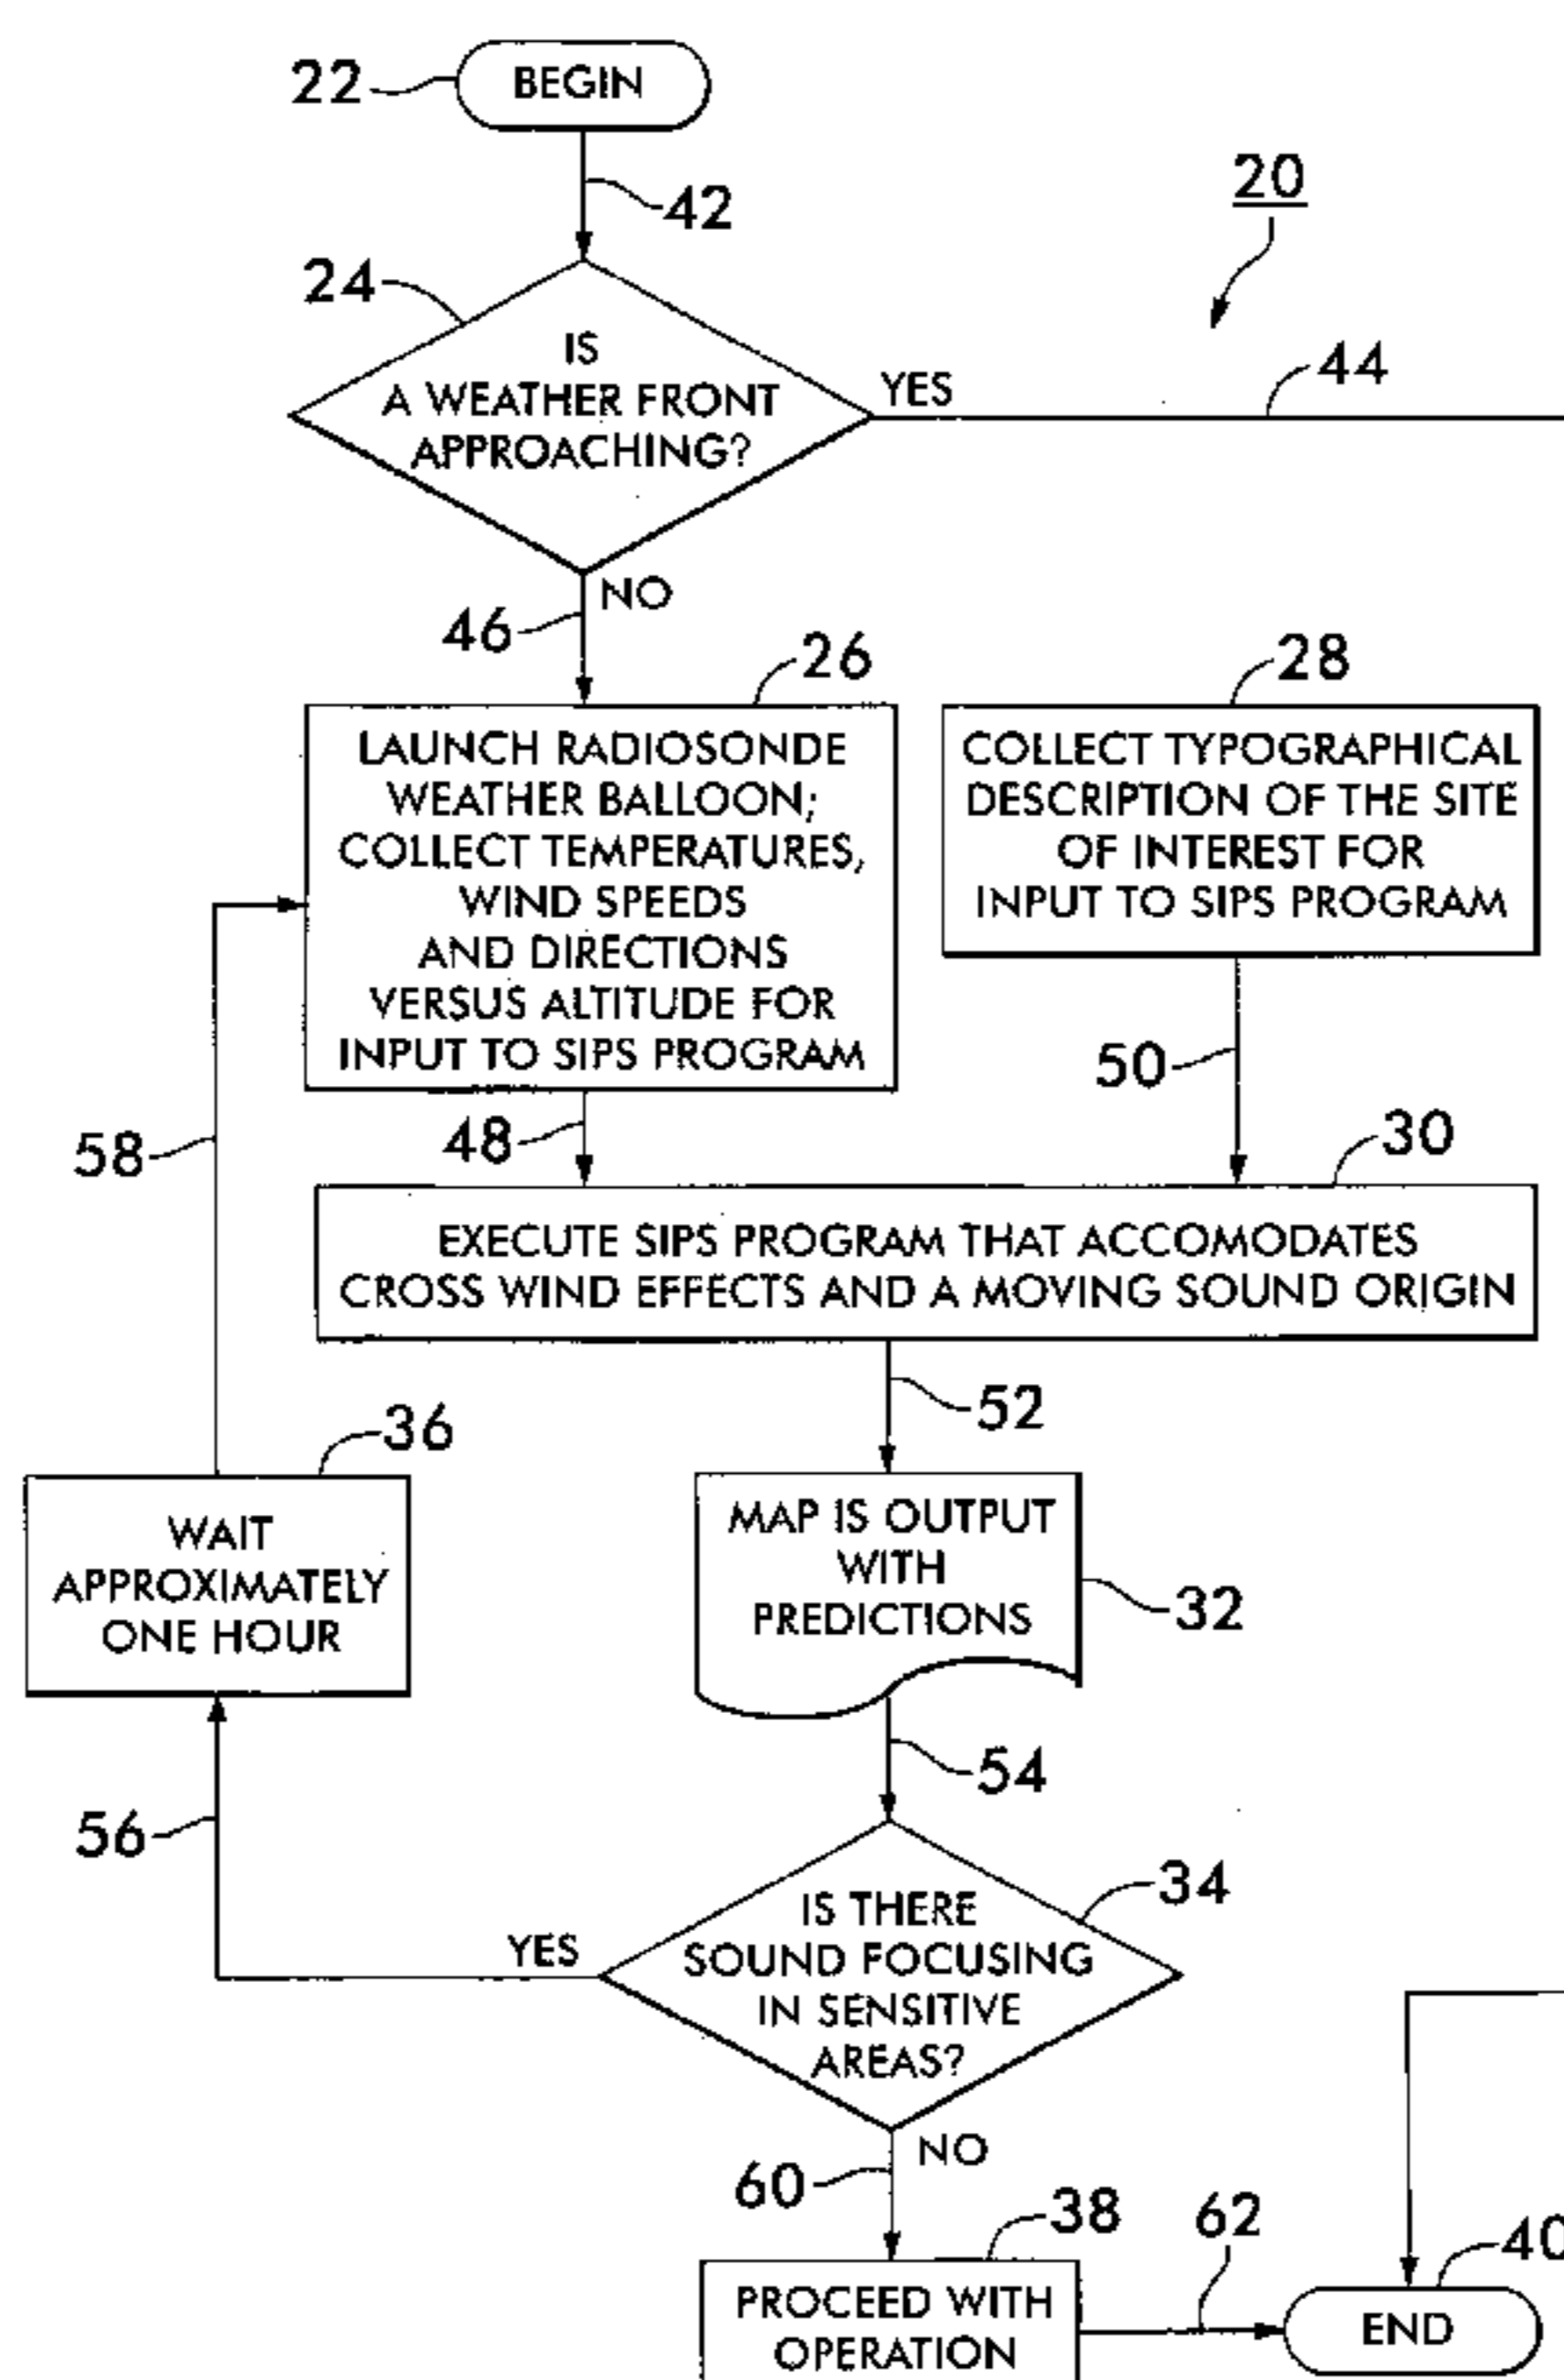 22
BEGIN
42
20
24
IS
A WEATHER FRONT
APPROACHING?
YES
44
NO
46
26
28
LAUNCH RADIOSONDE
WEATHER BALLOON;
COLLECT TEMPERATURES,
WIND SPEEDS
AND DIRECTIONS
VERSUS ALTITUDE FOR
INPUT TO SIPS PROGRAM
COLLECT TYPOGRAPHICAL
DESCRIPTION OF THE SITE
OF INTEREST FOR
INPUT TO SIPS PROGRAM
50
48
58
30
EXECUTE SIPS PROGRAM THAT ACCOMODATES
CROSS WIND EFFECTS AND A MOVING SOUND ORIGIN
52
36
WAIT
APPROXIMATELY
ONE HOUR
MAP IS OUTPUT
WITH
PREDICTIONS
32
54
56
34
YES
IS THERE
SOUND FOCUSING
IN SENSITIVE
AREAS?
NO
60
38
62
40
PROCEED WITH
OPERATION
END